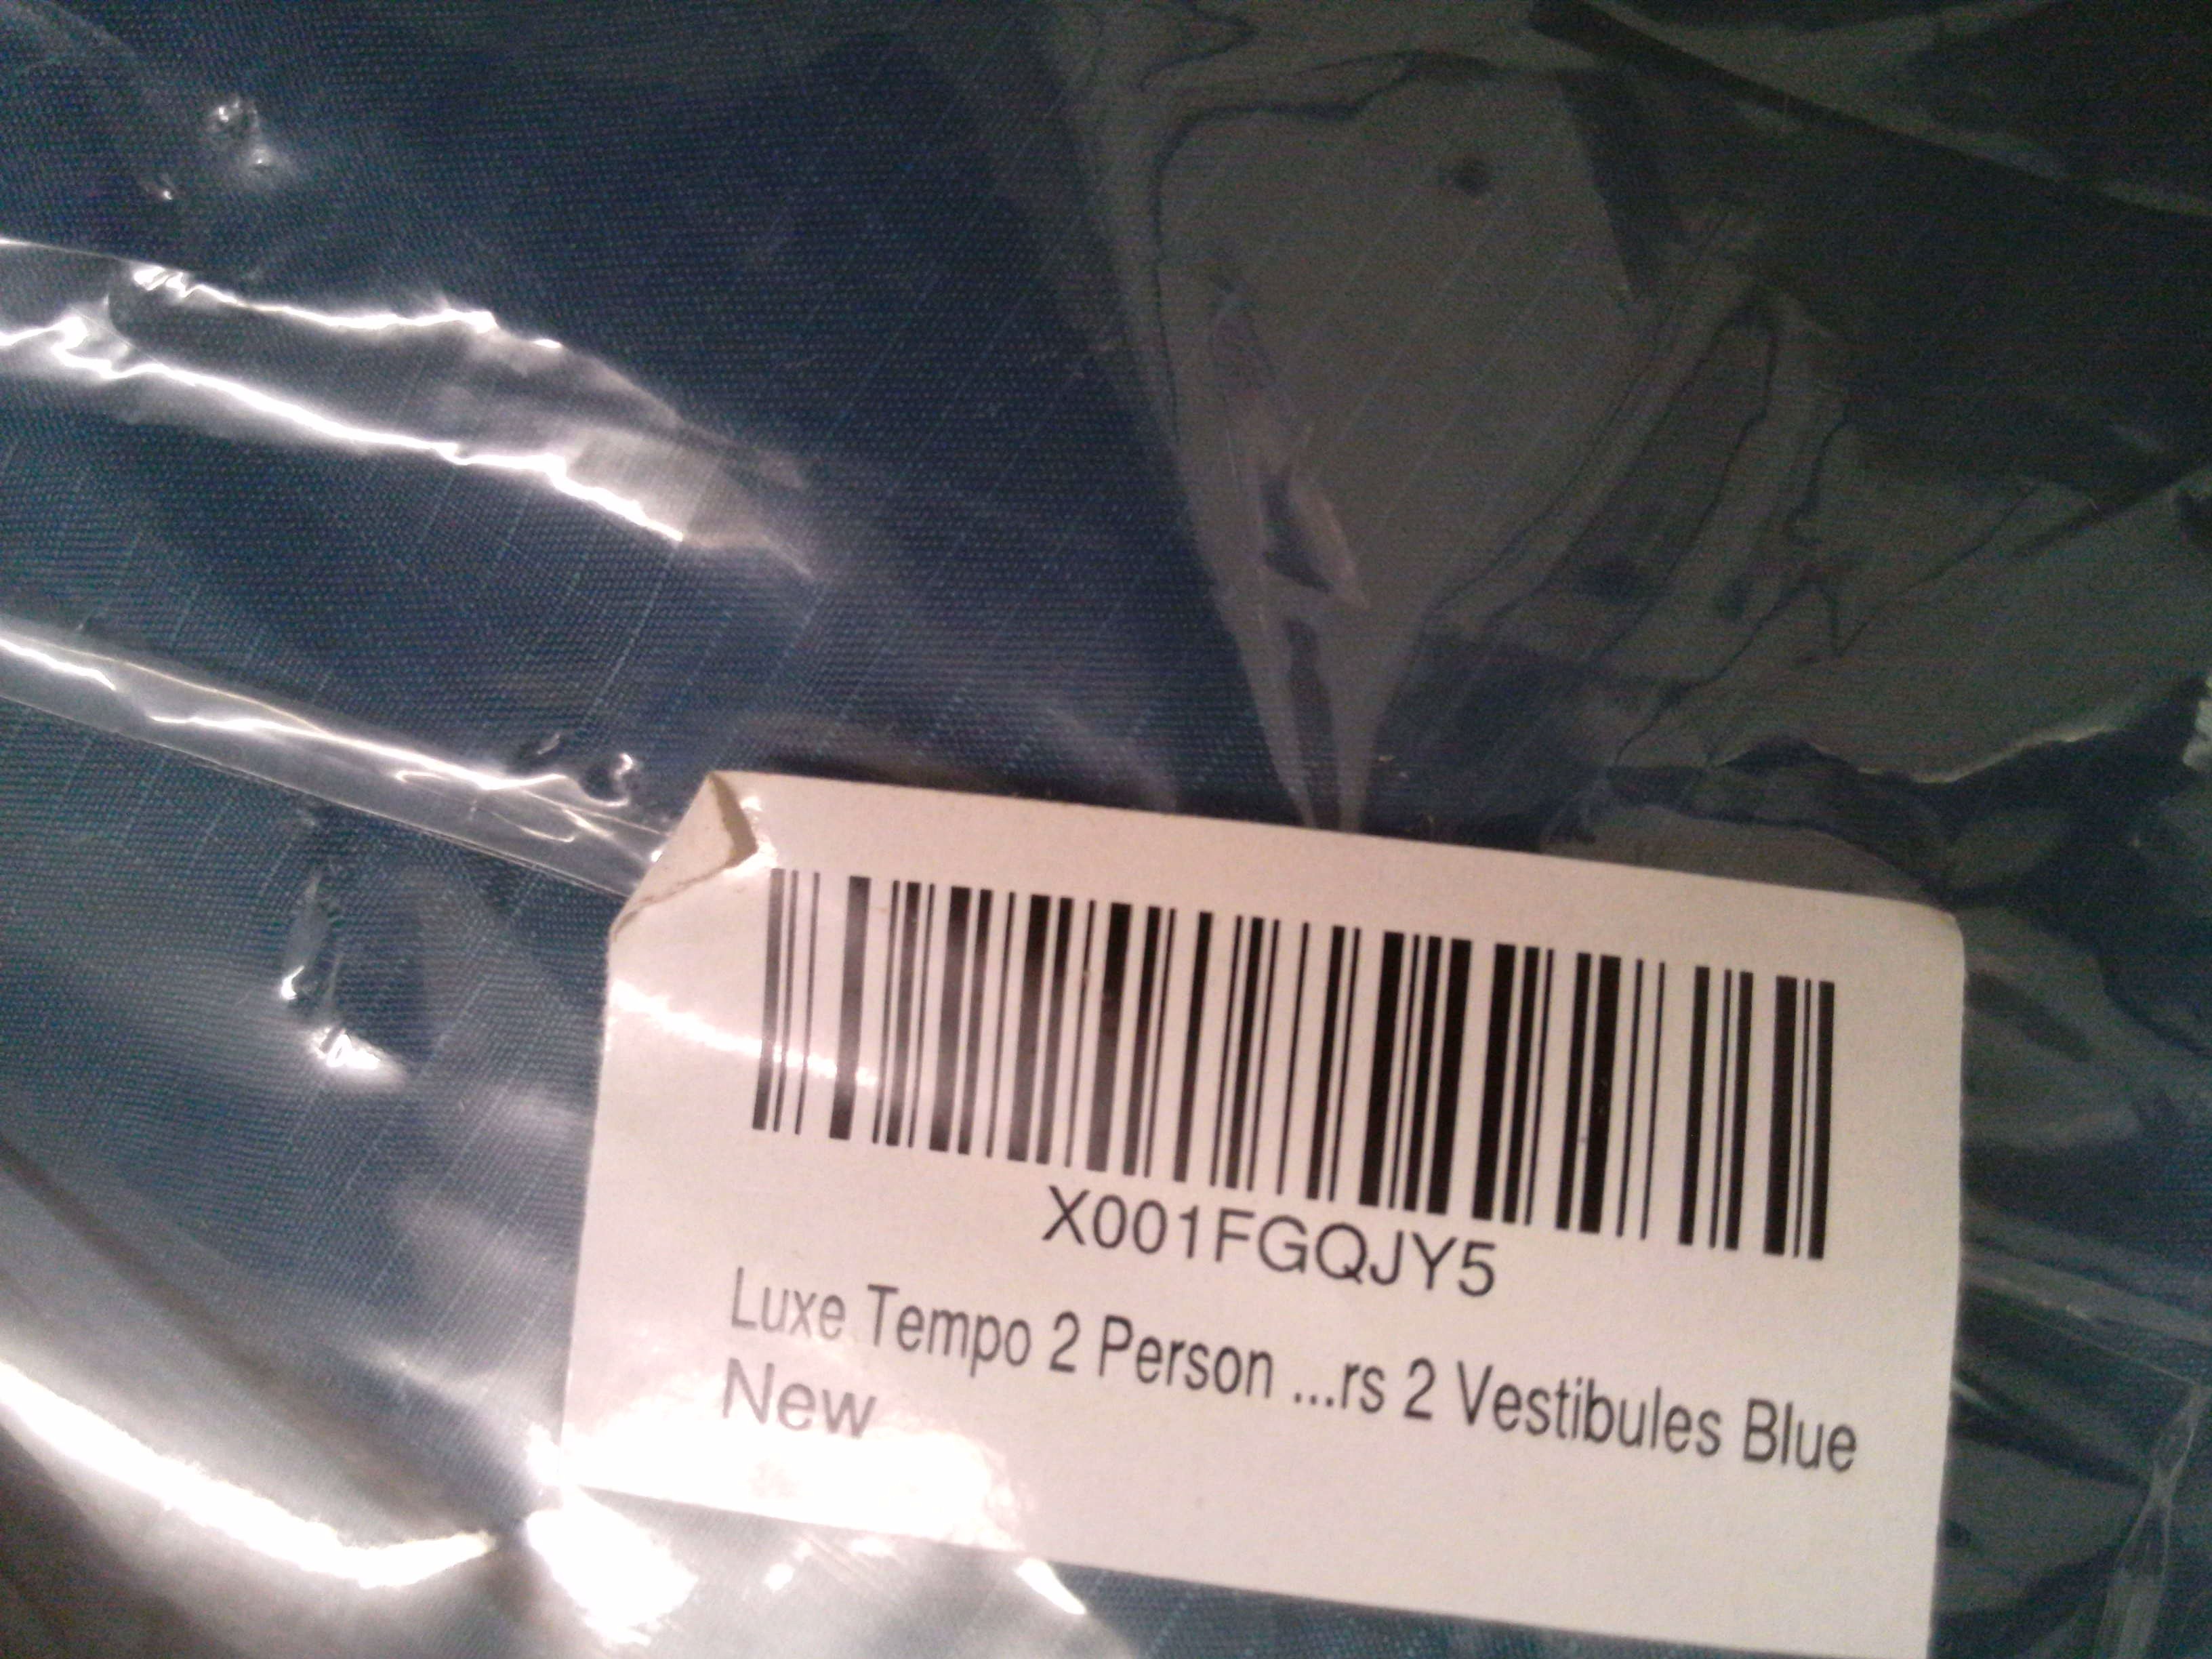 X001FGQJY5
Luxe Tempo 2 Person ...rs 2 Vestibules Blue
New